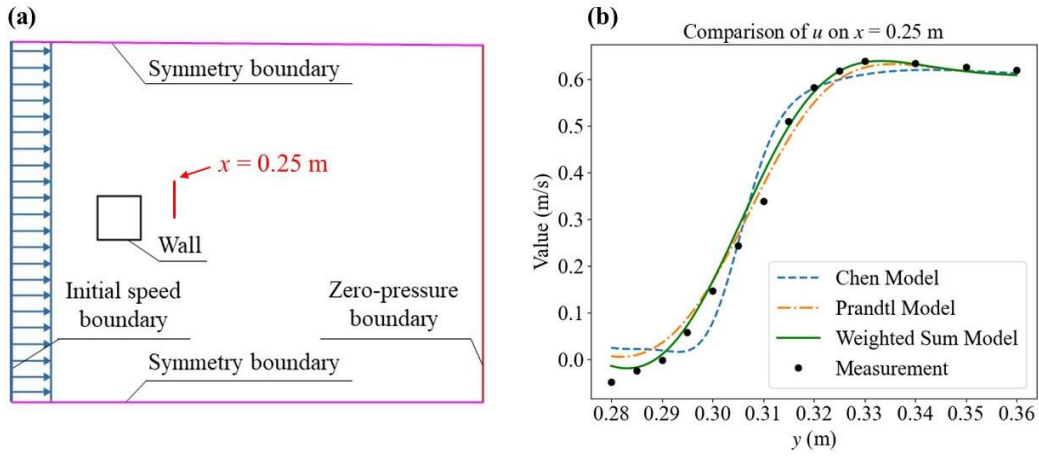 (a)
Symmetry boundary
x = 0.25 m
Wall
Initial speed
boundary
Zero-pressure
boundary
Symmetry boundary
(b)
Comparison of u on x = 0.25 m
Value (m/s)
0.6
0.5
0.4
0.3
0.2
0.1
0.0
Chen Model
Prandtl Model
Weighted Sum Model
Measurement
0.28 0.29 0.30 0.31 0.32 0.33 0.34 0.35 0.36
y (m)